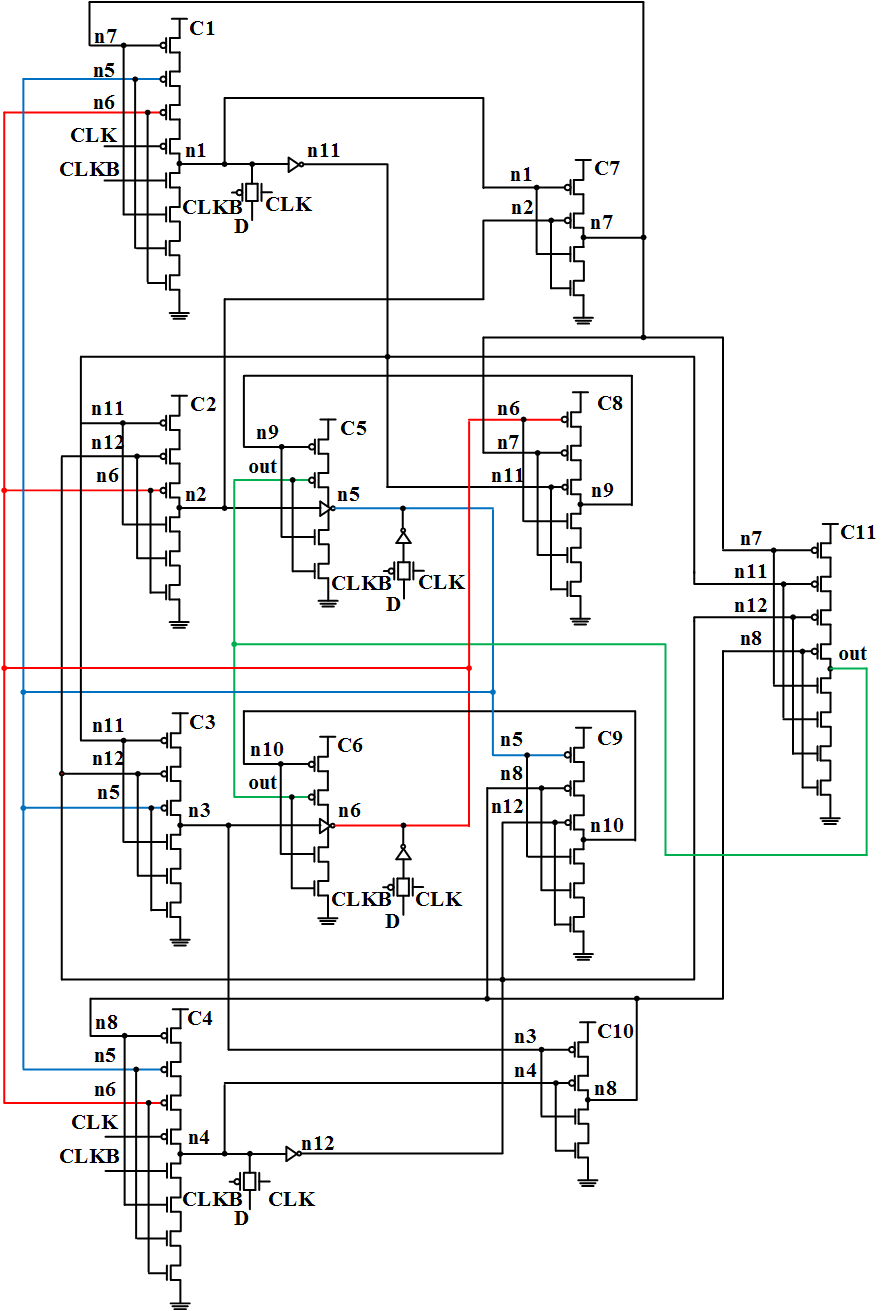 n7
C1
n5
n6
CLK
n1
n11
CLKB
CLKB
CLK
D
n1
C7
n2
n7
n11
C2
n12
n6
n2
n9
C5
out
n5
CLKB
CLK
D
n6
C8
n7
n11
n9
n7
C11
n11
n12
n8
out
n11
C3
n12
n5
n3
n10
C6
out
n6
CLKB
CLK
D
n5
C9
n8
n12
n10
n8
C4
n5
n6
CLK
n4
n12
CLKB
CLKB
CLK
D
n3
C10
n4
n8